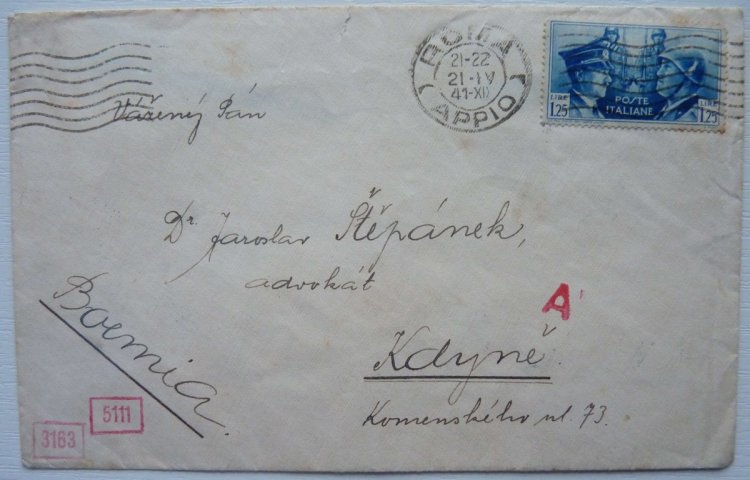 ROMA
APPIO
21-22
21·IV
41-XIX
LIRE
1,25
POSTE
ITALIANE
LIRE
1,25
Vážený Pán
Dr. Jaroslav Štěpánek,
advokát
A
Boemia.
Kdyně.
Komenského ul. 73.
5111
3163